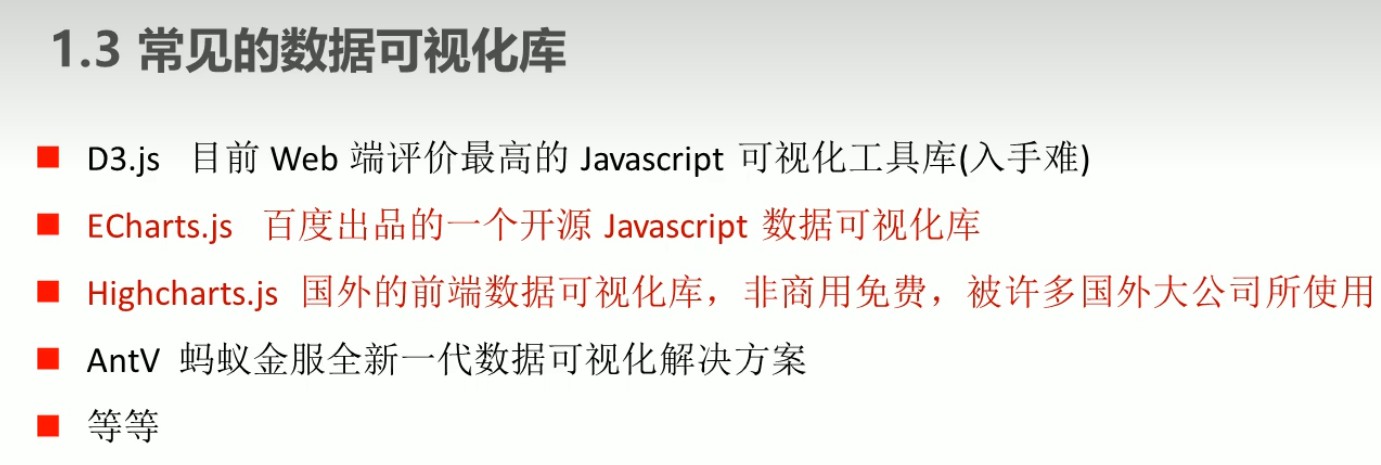 1.3 常见的数据可视化库
D3.js 目前 Web 端评价最高的 Javascript 可视化工具库(入手难)
ECharts.js 百度出品的一个开源 Javascript 数据可视化库
Highcharts.js 国外的前端数据可视化库，非商用免费，被许多国外大公司所使用
AntV 蚂蚁金服全新一代数据可视化解决方案
等等